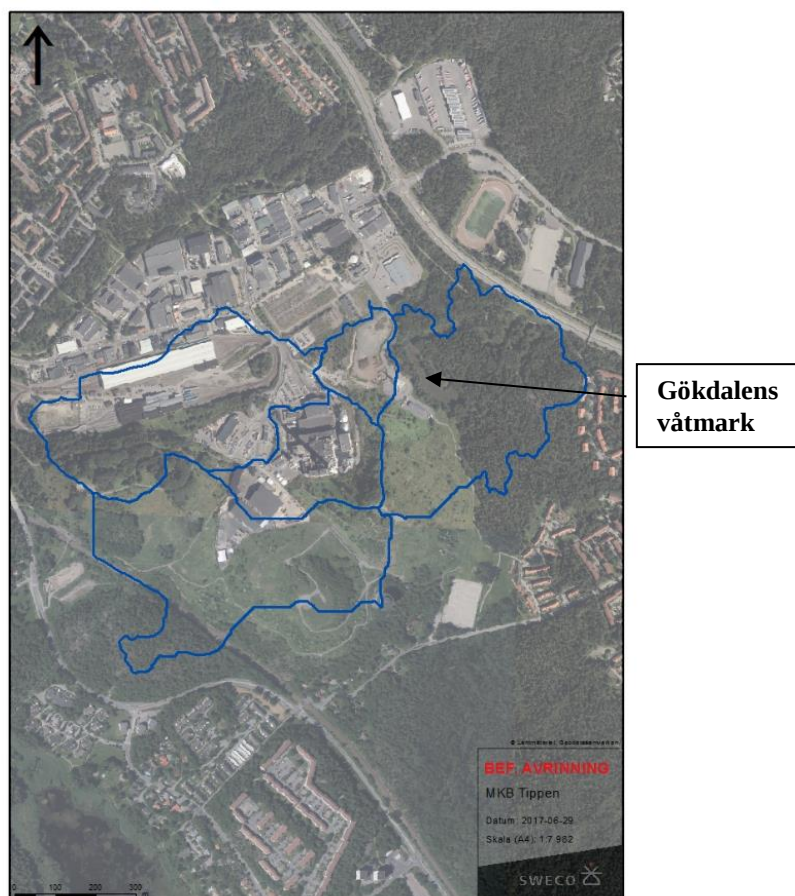 Gökdalens
våtmark
BEF. AVRINNING
MKB Tippen
Datum: 2017-06-29
Skala (A4): 1:7 962
SWECO
0 100 200 300